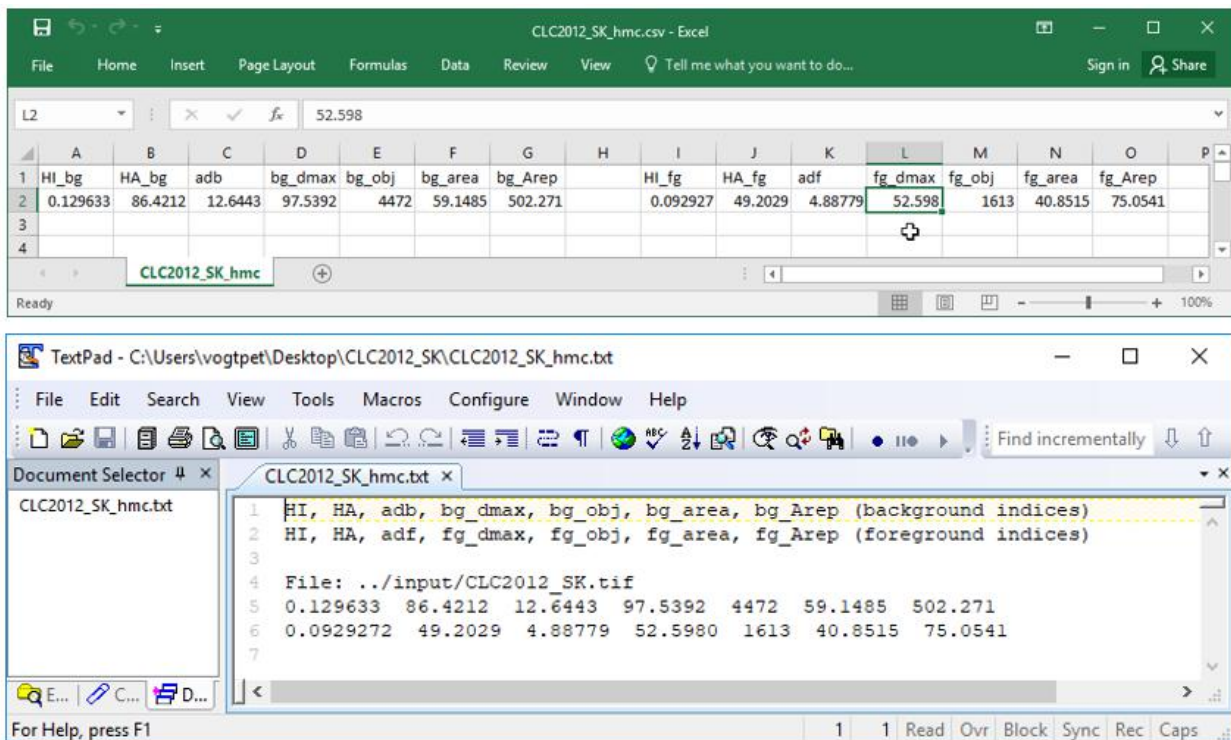 CLC2012_SK_hmc.csv - Excel
File Home Insert Page Layout Formulas Data Review View Tell me what you want to do... Sign in Share
L2 fx 52.598
A B C D E F G H I J K L M N O P
1 HI_bg HA_bg adb bg_dmax bg_obj bg_area bg_Arep HI_fg HA_fg adf fg_dmax fg_obj fg_area fg_Arep
2 0.129633 86.4212 12.6443 97.5392 4472 59.1485 502.271 0.092927 49.2029 4.88779 52.598 1613 40.8515 75.0541
3
4
CLC2012_SK_hmc
Ready 100%
TextPad - C:\Users\vogtpet\Desktop\CLC2012_SK\CLC2012_SK_hmc.txt
File Edit Search View Tools Macros Configure Window Help
Find incrementally
Document Selector CLC2012_SK_hmc.txt
CLC2012_SK_hmc.txt
1 HI, HA, adb, bg_dmax, bg_obj, bg_area, bg_Arep (background indices)
2 HI, HA, adf, fg_dmax, fg_obj, fg_area, fg_Arep (foreground indices)
3
4 File: ../input/CLC2012_SK.tif
5 0.129633 86.4212 12.6443 97.5392 4472 59.1485 502.271
6 0.0929272 49.2029 4.88779 52.5980 1613 40.8515 75.0541
7
E... C... D...
For Help, press F1 1 1 Read Ovr Block Sync Rec Caps